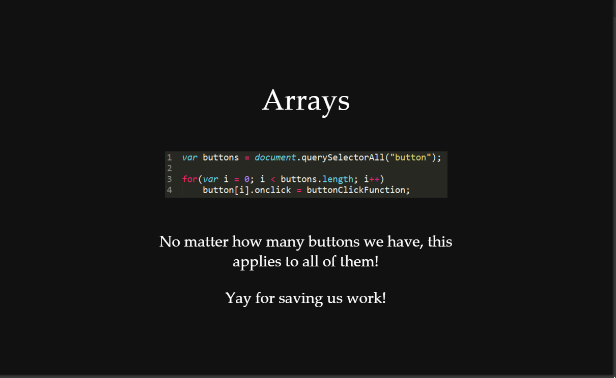 Arrays
1 var buttons = document.querySelectorAll("button");
2
3 for(var i = 0; i < buttons.length; i++)
4     button[i].onclick = buttonClickFunction;
No matter how many buttons we have, this
applies to all of them!
Yay for saving us work!